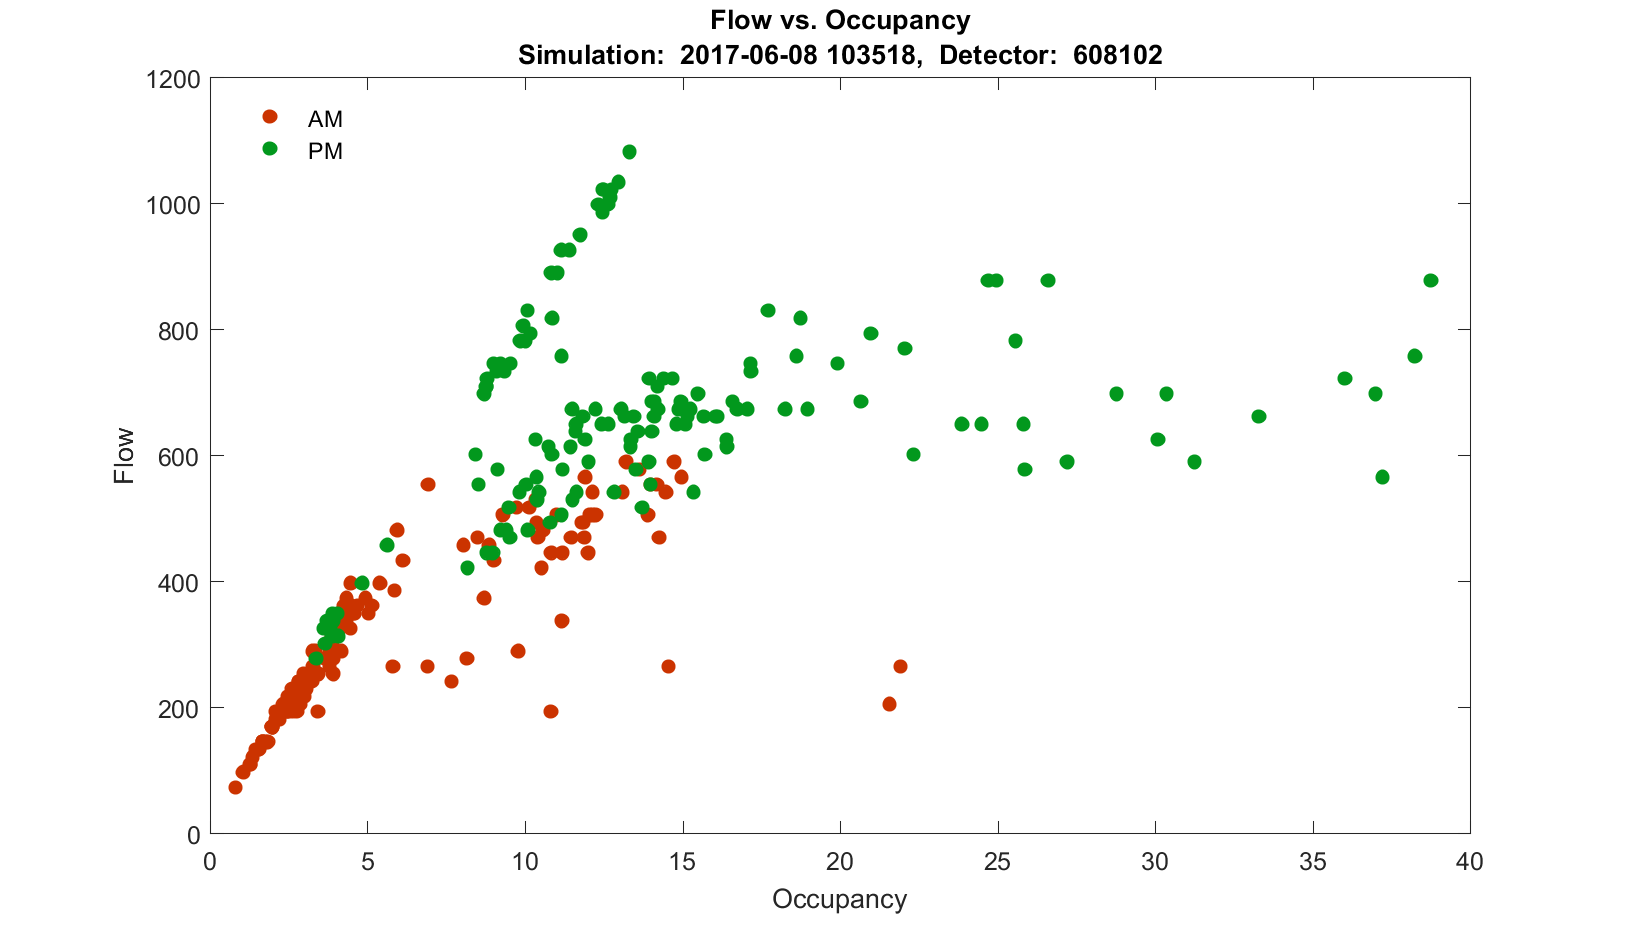 Flow vs. Occupancy
Simulation:  2017-06-08 103518,  Detector:  608102
1200
1000
800
600
400
200
0
Flow
AM
PM
0 5 10 15 20 25 30 35 40
Occupancy